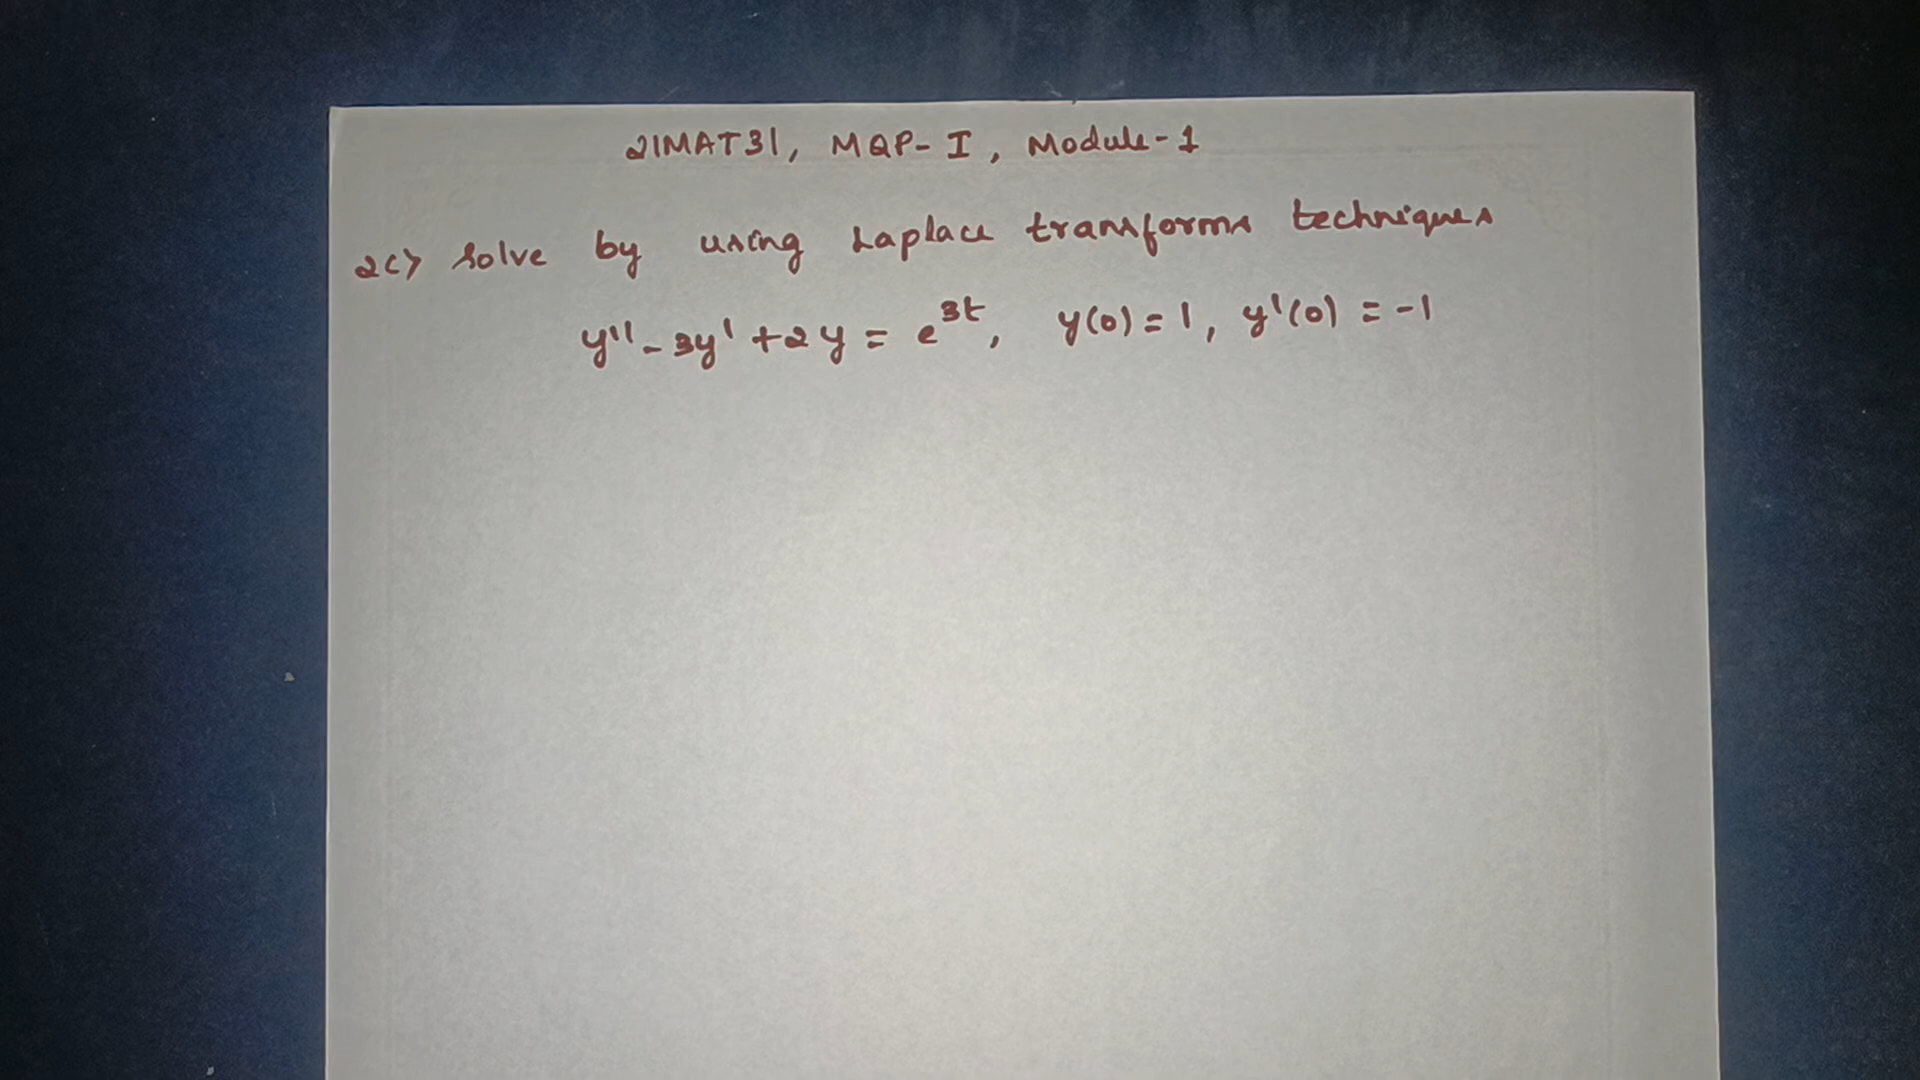 21MAT31, MQP-I, Module-1
2c> Solve by using Laplace transforms techniques
y'' - 3y' + 2y = e^{3t}, y(0) = 1, y'(0) = -1